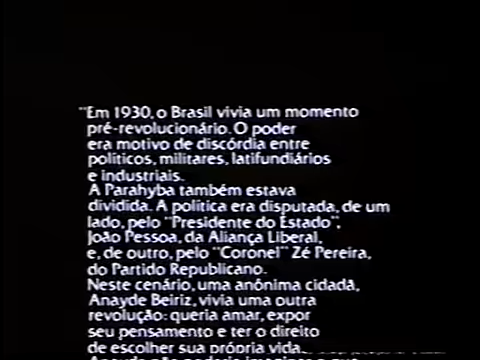 "Em 1930, o Brasil vivia um momento
pré-revolucionário. O poder
era motivo de discórdia entre
políticos, militares, latifundiários
e industriais.
A Parahyba também estava
dividida. A política era disputada, de um
lado, pelo "Presidente do Estado",
João Pessoa, da Aliança Liberal,
e, de outro, pelo "Coronel" Zé Pereira,
do Partido Republicano.
Neste cenário, uma anônima cidadã,
Anayde Beiriz, vivia uma outra
revolução: queria amar, expor
seu pensamento e ter o direito
de escolher sua própria vida.